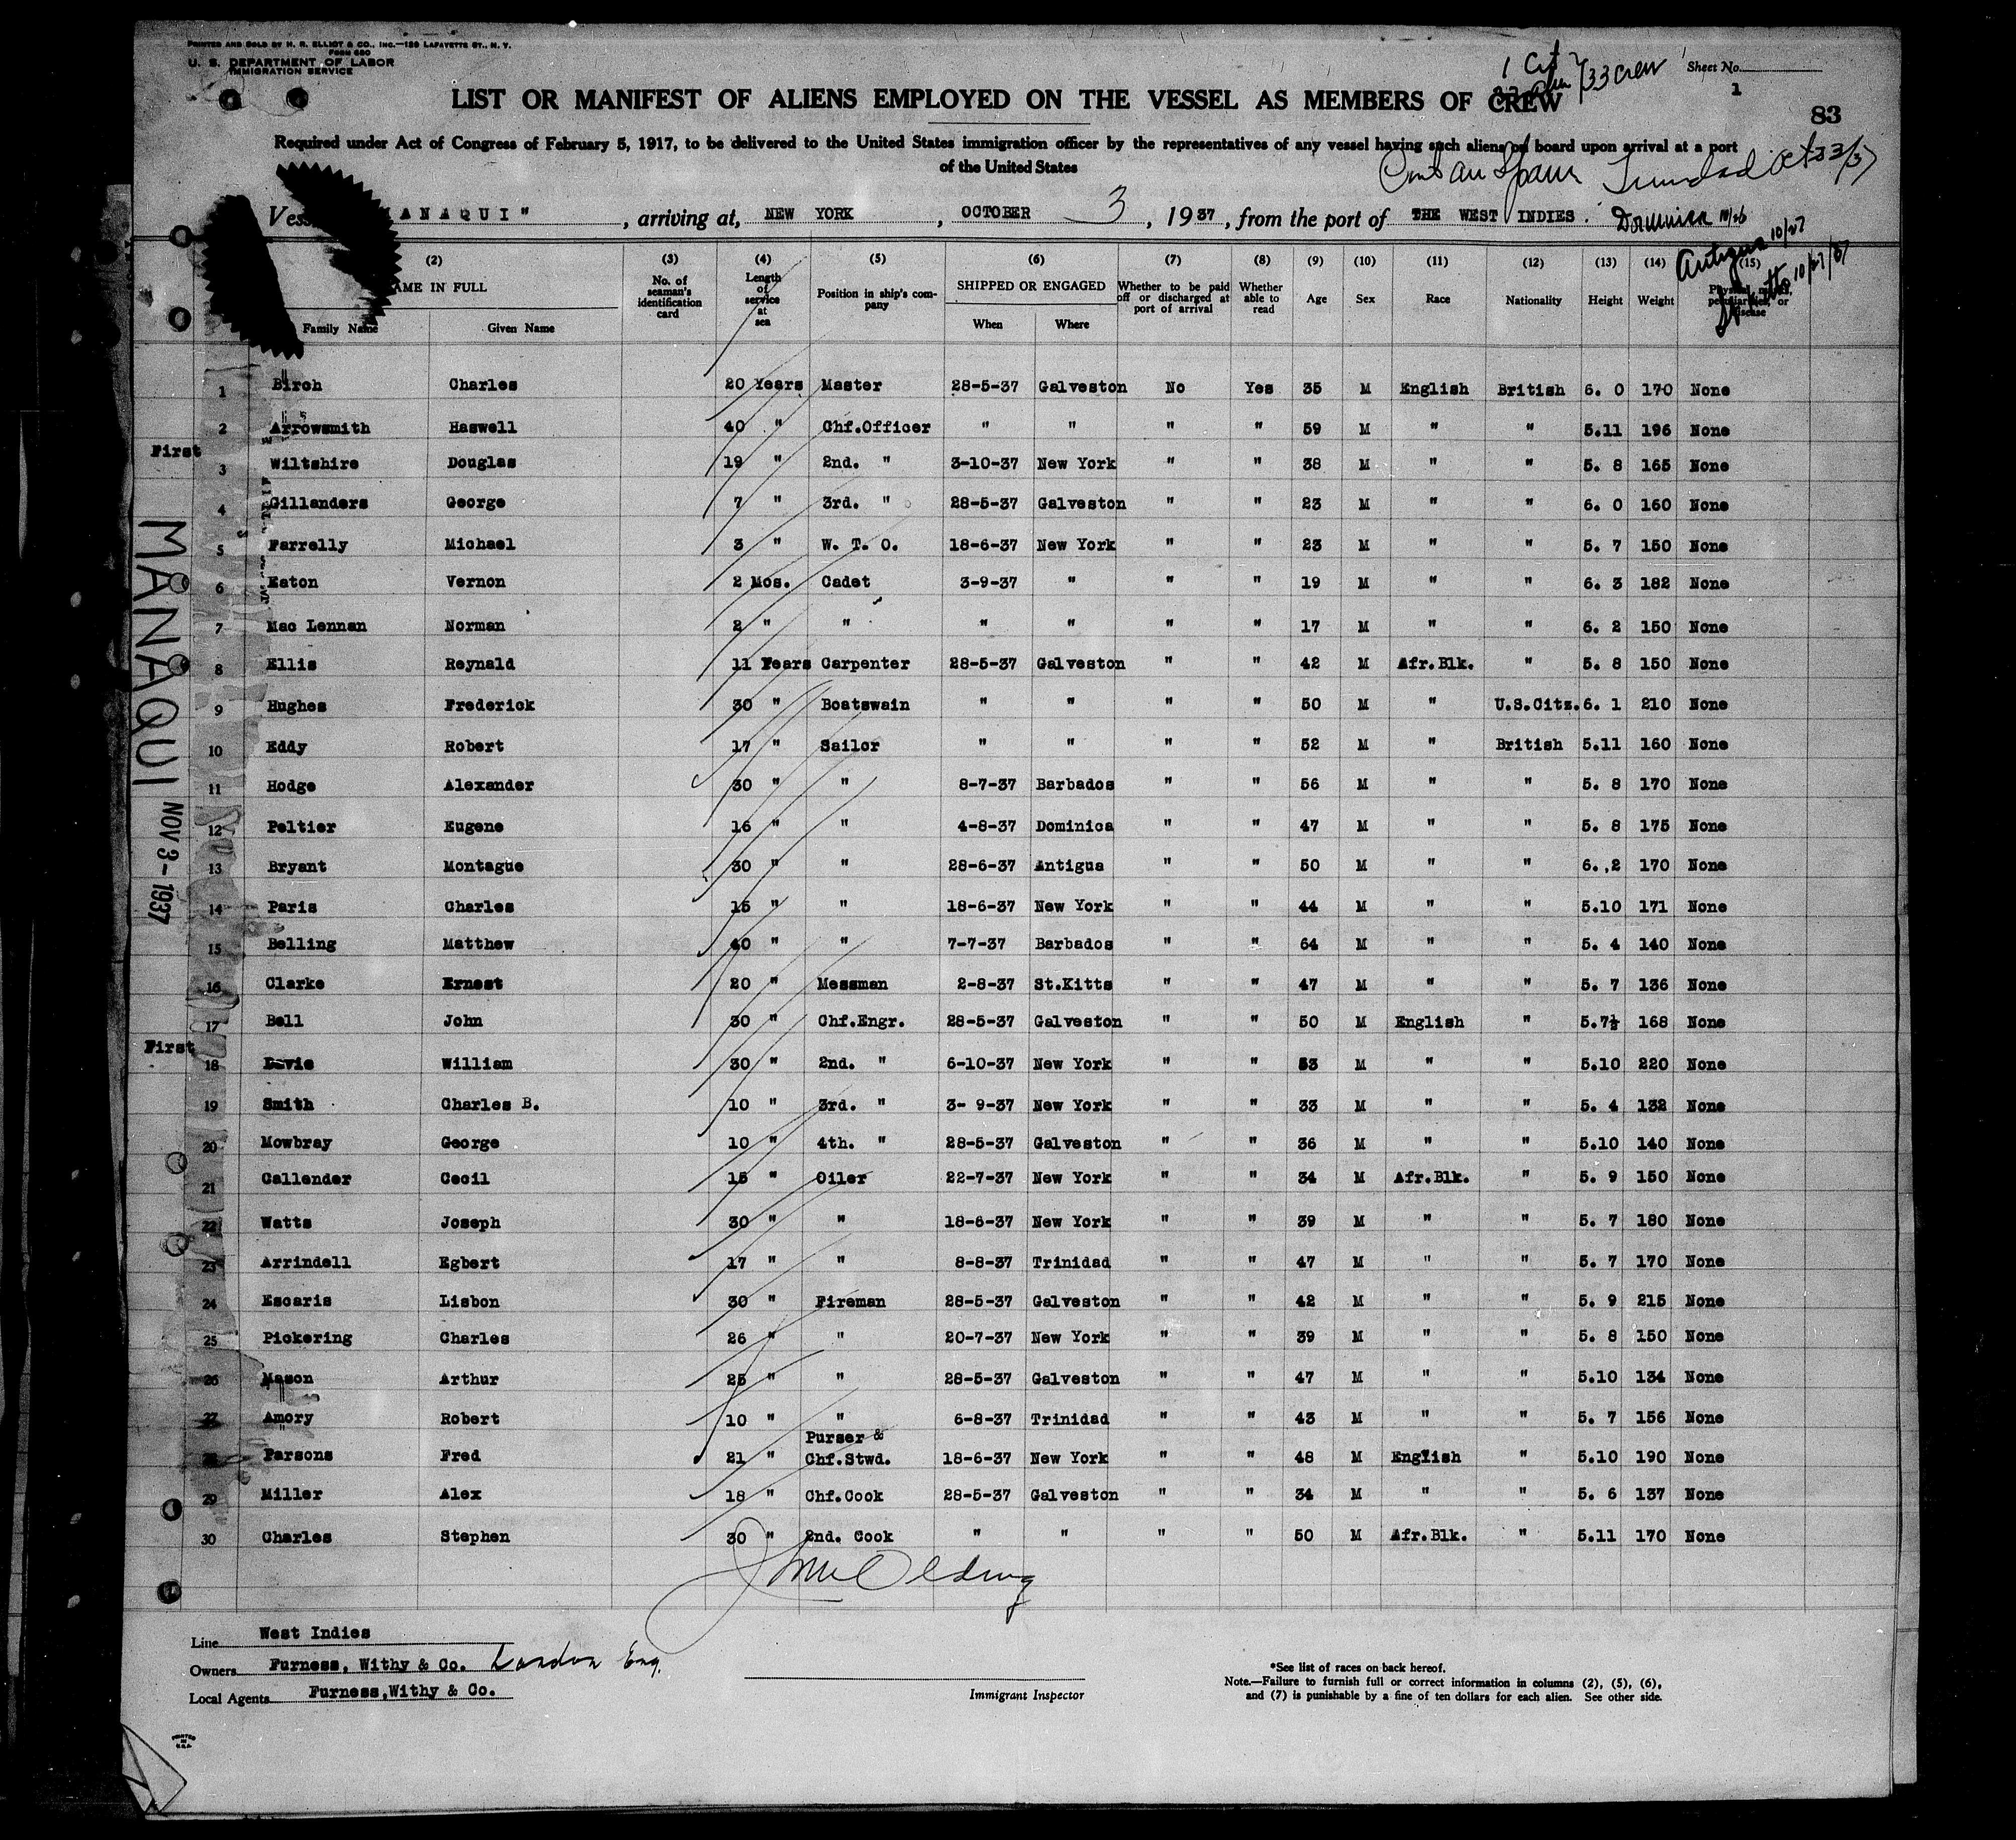 PRINTED AND SOLD BY H. R. ELLIOT & CO., INC.—139 LAFAYETTE ST., N. Y.
FORM 680
U. S. DEPARTMENT OF LABOR
IMMIGRATION SERVICE
1 Cit
33 crew
Sheet No.
1
LIST OR MANIFEST OF ALIENS EMPLOYED ON THE VESSEL AS MEMBERS OF CREW
83
Required under Act of Congress of February 5, 1917, to be delivered to the United States immigration officer by the representatives of any vessel having such aliens on board upon arrival at a port
of the United States
Spain Trinidad Oct 23/37
Vess ANAQUI", arriving at, NEW YORK, OCTOBER 3, 1937, from the port of THE WEST INDIES. Dominica 10/26
Antigua 10/27
10/27/37
(2) (3) (4) (5) (6) (7) (8) (9) (10) (11) (12) (13) (14) (15)
AME IN FULL No. of seaman's identification card Length of service at sea Position in ship's company SHIPPED OR ENGAGED Whether to be paid off or discharged at port of arrival Whether able to read Age Sex Race Nationality Height Weight Physical marks, peculiarities, or disease
Family Name Given Name When Where
1 Birch Charles 20 Years Master 28-5-37 Galveston No Yes 35 M English British 6. 0 170 None
2 Arrowsmith Haswell 40 " Chf.Officer " " " " 59 M " " 5.11 196 None
First
3 Wiltshire Douglas 19 " 2nd. " 3-10-37 New York " " 38 M " " 5. 8 165 None
4 Gillanders George 7 " 3rd. " 28-5-37 Galveston " " 23 M " " 6. 0 160 None
5 Farrelly Michael 3 " W. T. O. 18-6-37 New York " " 23 M " " 5. 7 150 None
6 Eaton Vernon 2 Mos. Cadet 3-9-37 " " " 19 M " " 6. 3 182 None
7 Mac Lennan Norman 2 " " " " " " 17 M " " 6. 2 150 None
8 Ellis Reynald 11 Years Carpenter 28-5-37 Galveston " " 42 M Afr.Blk. " 5. 8 150 None
9 Hughes Frederick 30 " Boatswain " " " " 50 M " U.S.Citz. 6. 1 210 None
10 Eddy Robert 17 " Sailor " " " " 52 M " British 5.11 160 None
11 Hodge Alexander 30 " " 8-7-37 Barbados " " 56 M " " 5. 8 170 None
12 Peltier Eugene 16 " " 4-8-37 Dominica " " 47 M " " 5. 8 175 None
13 Bryant Montague 30 " " 28-6-37 Antigua " " 50 M " " 6.,2 170 None
14 Paris Charles 15 " " 18-6-37 New York " " 44 M " " 5.10 171 None
15 Belling Matthew 40 " " 7-7-37 Barbados " " 64 M " " 5. 4 140 None
16 Clarke Ernest 20 " Messman 2-8-37 St.Kitts " " 47 M " " 5. 7 136 None
17 Bell John 30 " Chf.Engr. 28-5-37 Galveston " " 50 M English " 5.7½ 168 None
First
18 Davie William 30 " 2nd. " 6-10-37 New York " " 53 M " " 5.10 220 None
19 Smith Charles B. 10 " 3rd. " 3- 9-37 New York " " 33 M " " 5. 4 132 None
20 Mowbray George 10 " 4th. " 28-5-37 Galveston " " 36 M " " 5.10 140 None
21 Callender Cecil 15 " Oiler 22-7-37 New York " " 34 M Afr.Blk. " 5. 9 150 None
22 Watts Joseph 30 " " 18-6-37 New York " " 39 M " " 5. 7 180 None
23 Arrindell Egbert 17 " " 8-8-37 Trinidad " " 47 M " " 5. 7 170 None
24 Escaris Lisbon 30 " Fireman 28-5-37 Galveston " " 42 M " " 5. 9 215 None
25 Pickering Charles 26 " " 20-7-37 New York " " 39 M " " 5. 8 150 None
26 Mason Arthur 25 " " 28-5-37 Galveston " " 47 M " " 5.10 134 None
27 Amory Robert 10 " " 6-8-37 Trinidad " " 43 M " " 5. 7 156 None
28 Parsons Fred 21 " Purser & Chf.Stwd. 18-6-37 New York " " 48 M English " 5.10 190 None
29 Miller Alex 18 " Chf.Cook 28-5-37 Galveston " " 34 M " " 5. 6 137 None
30 Charles Stephen 30 " 2nd. Cook " " " " 50 M Afr.Blk. " 5.11 170 None
MANAQUI
NOV 3-1937
Line West Indies
Owners Furness, Withy & Co. London Eng.
Local Agents Furness,Withy & Co.
Immigrant Inspector
*See list of races on back hereof.
Note.—Failure to furnish full or correct information in columns (2), (5), (6),
and (7) is punishable by a fine of ten dollars for each alien. See other side.
PRINTED
IN
U.S.A.